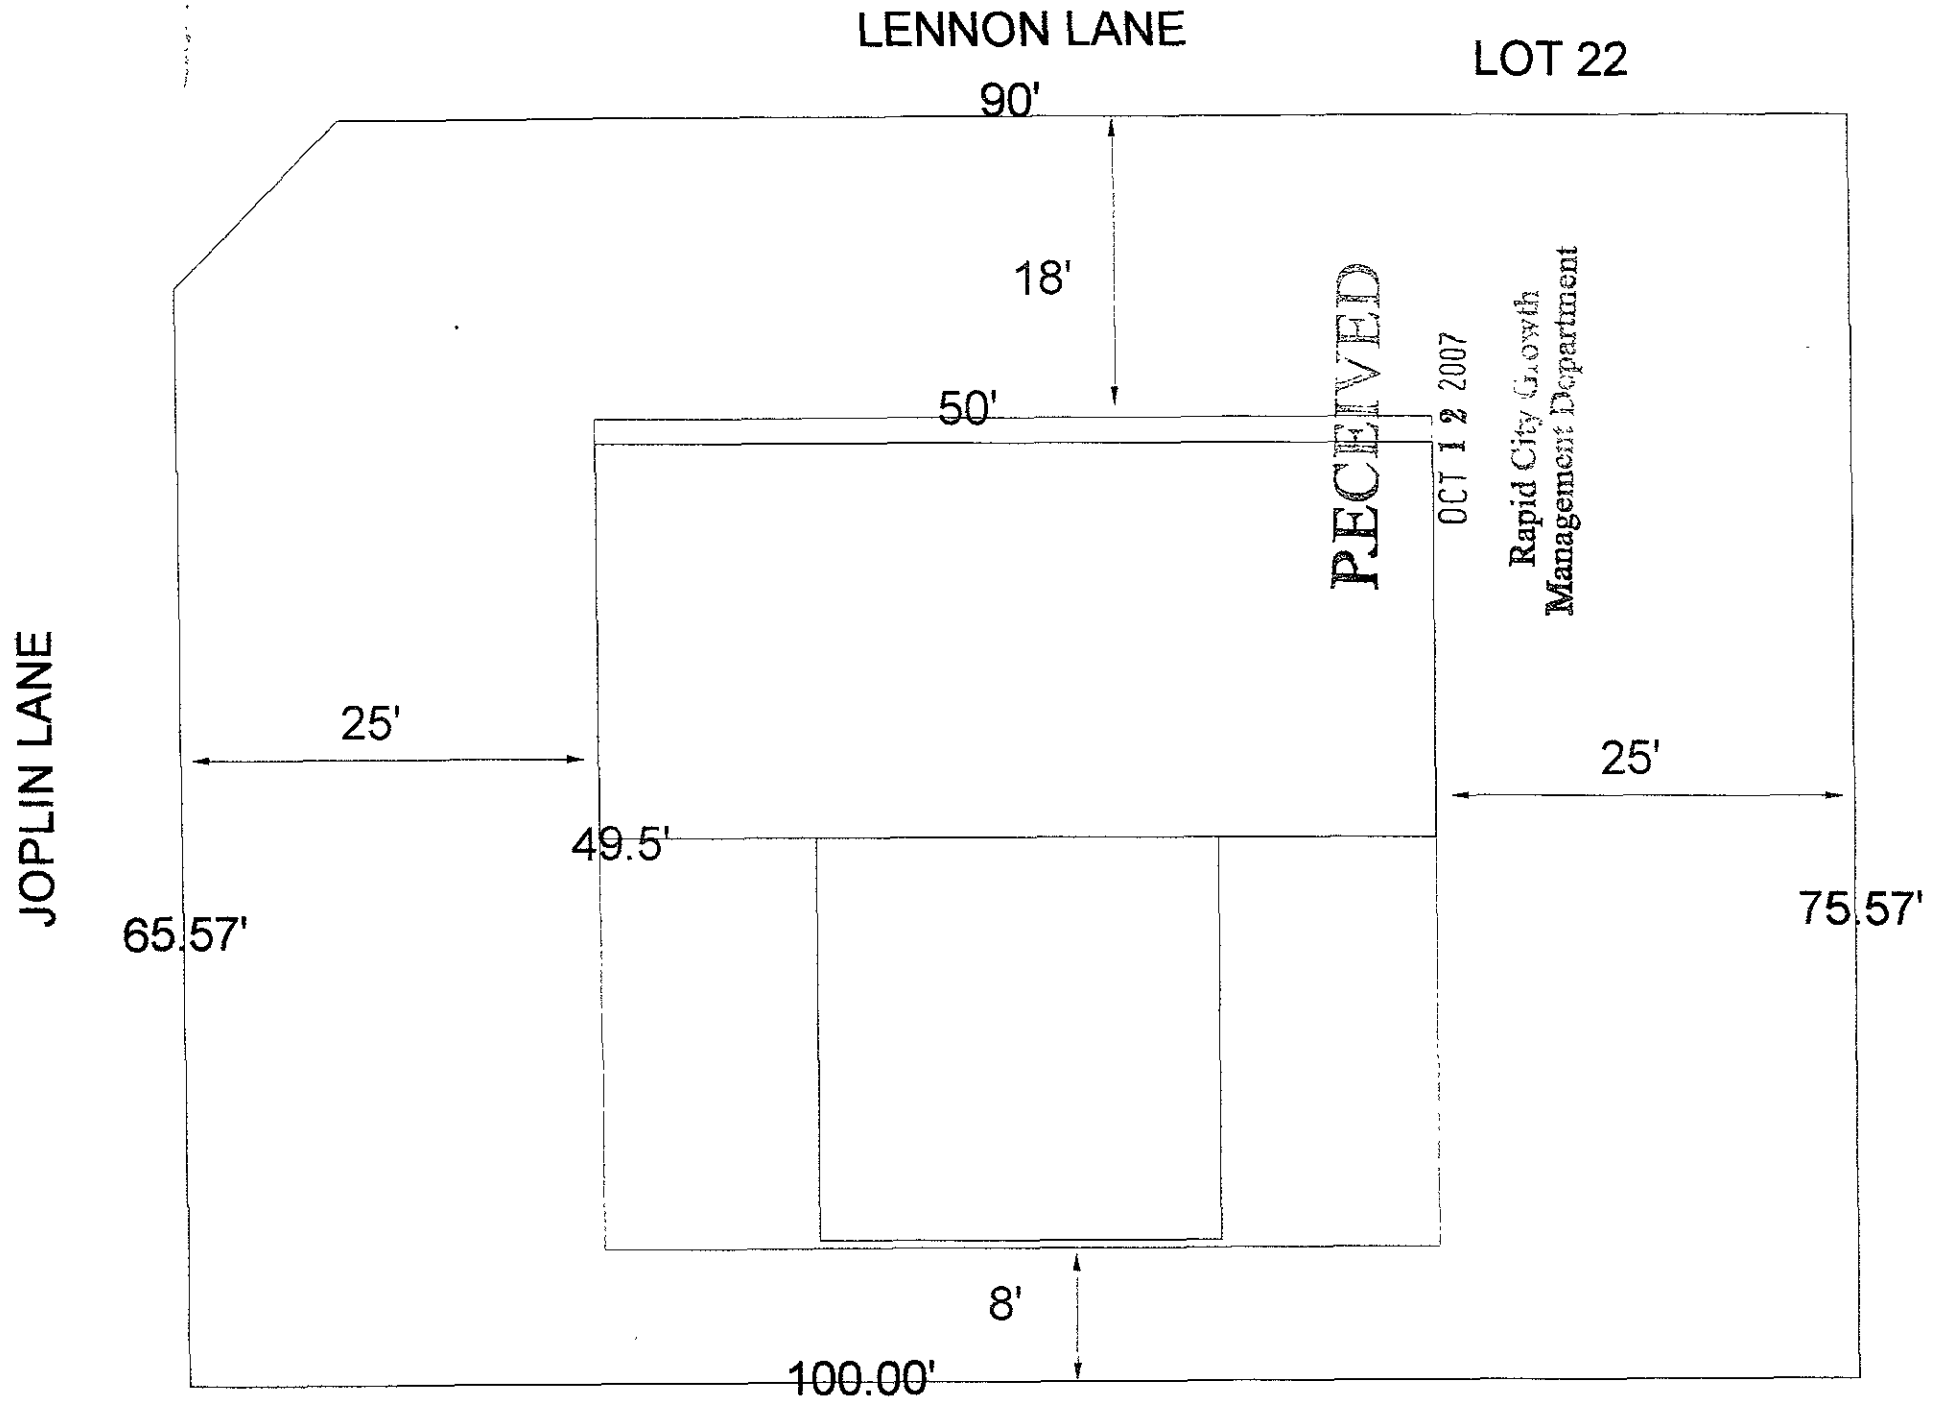 LENNON LANE
LOT 22
90'
18'
RECEIVED
OCT 12 2007
Rapid City Growth
Management Department
50'
JOPLIN LANE
25'
25'
49.5'
65.57'
75.57'
8'
100.00'